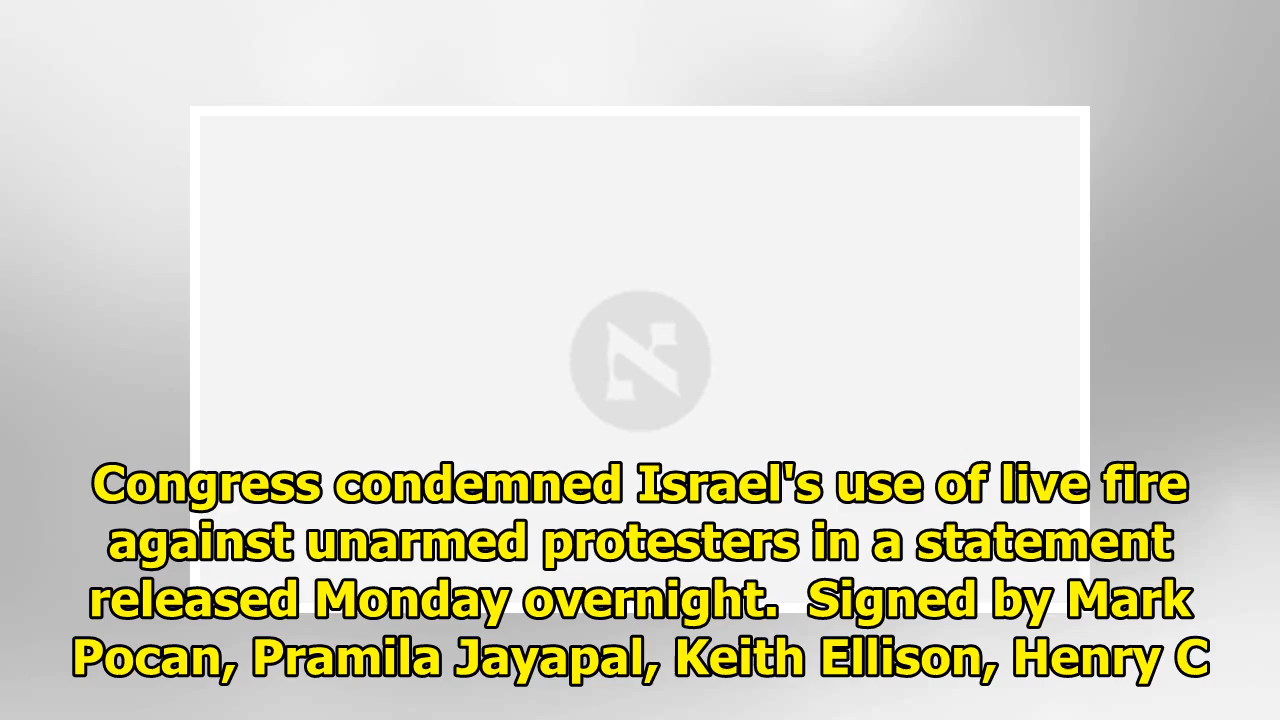 א
Congress condemned Israel's use of live fire
against unarmed protesters in a statement
released Monday overnight.  Signed by Mark
Pocan, Pramila Jayapal, Keith Ellison, Henry C